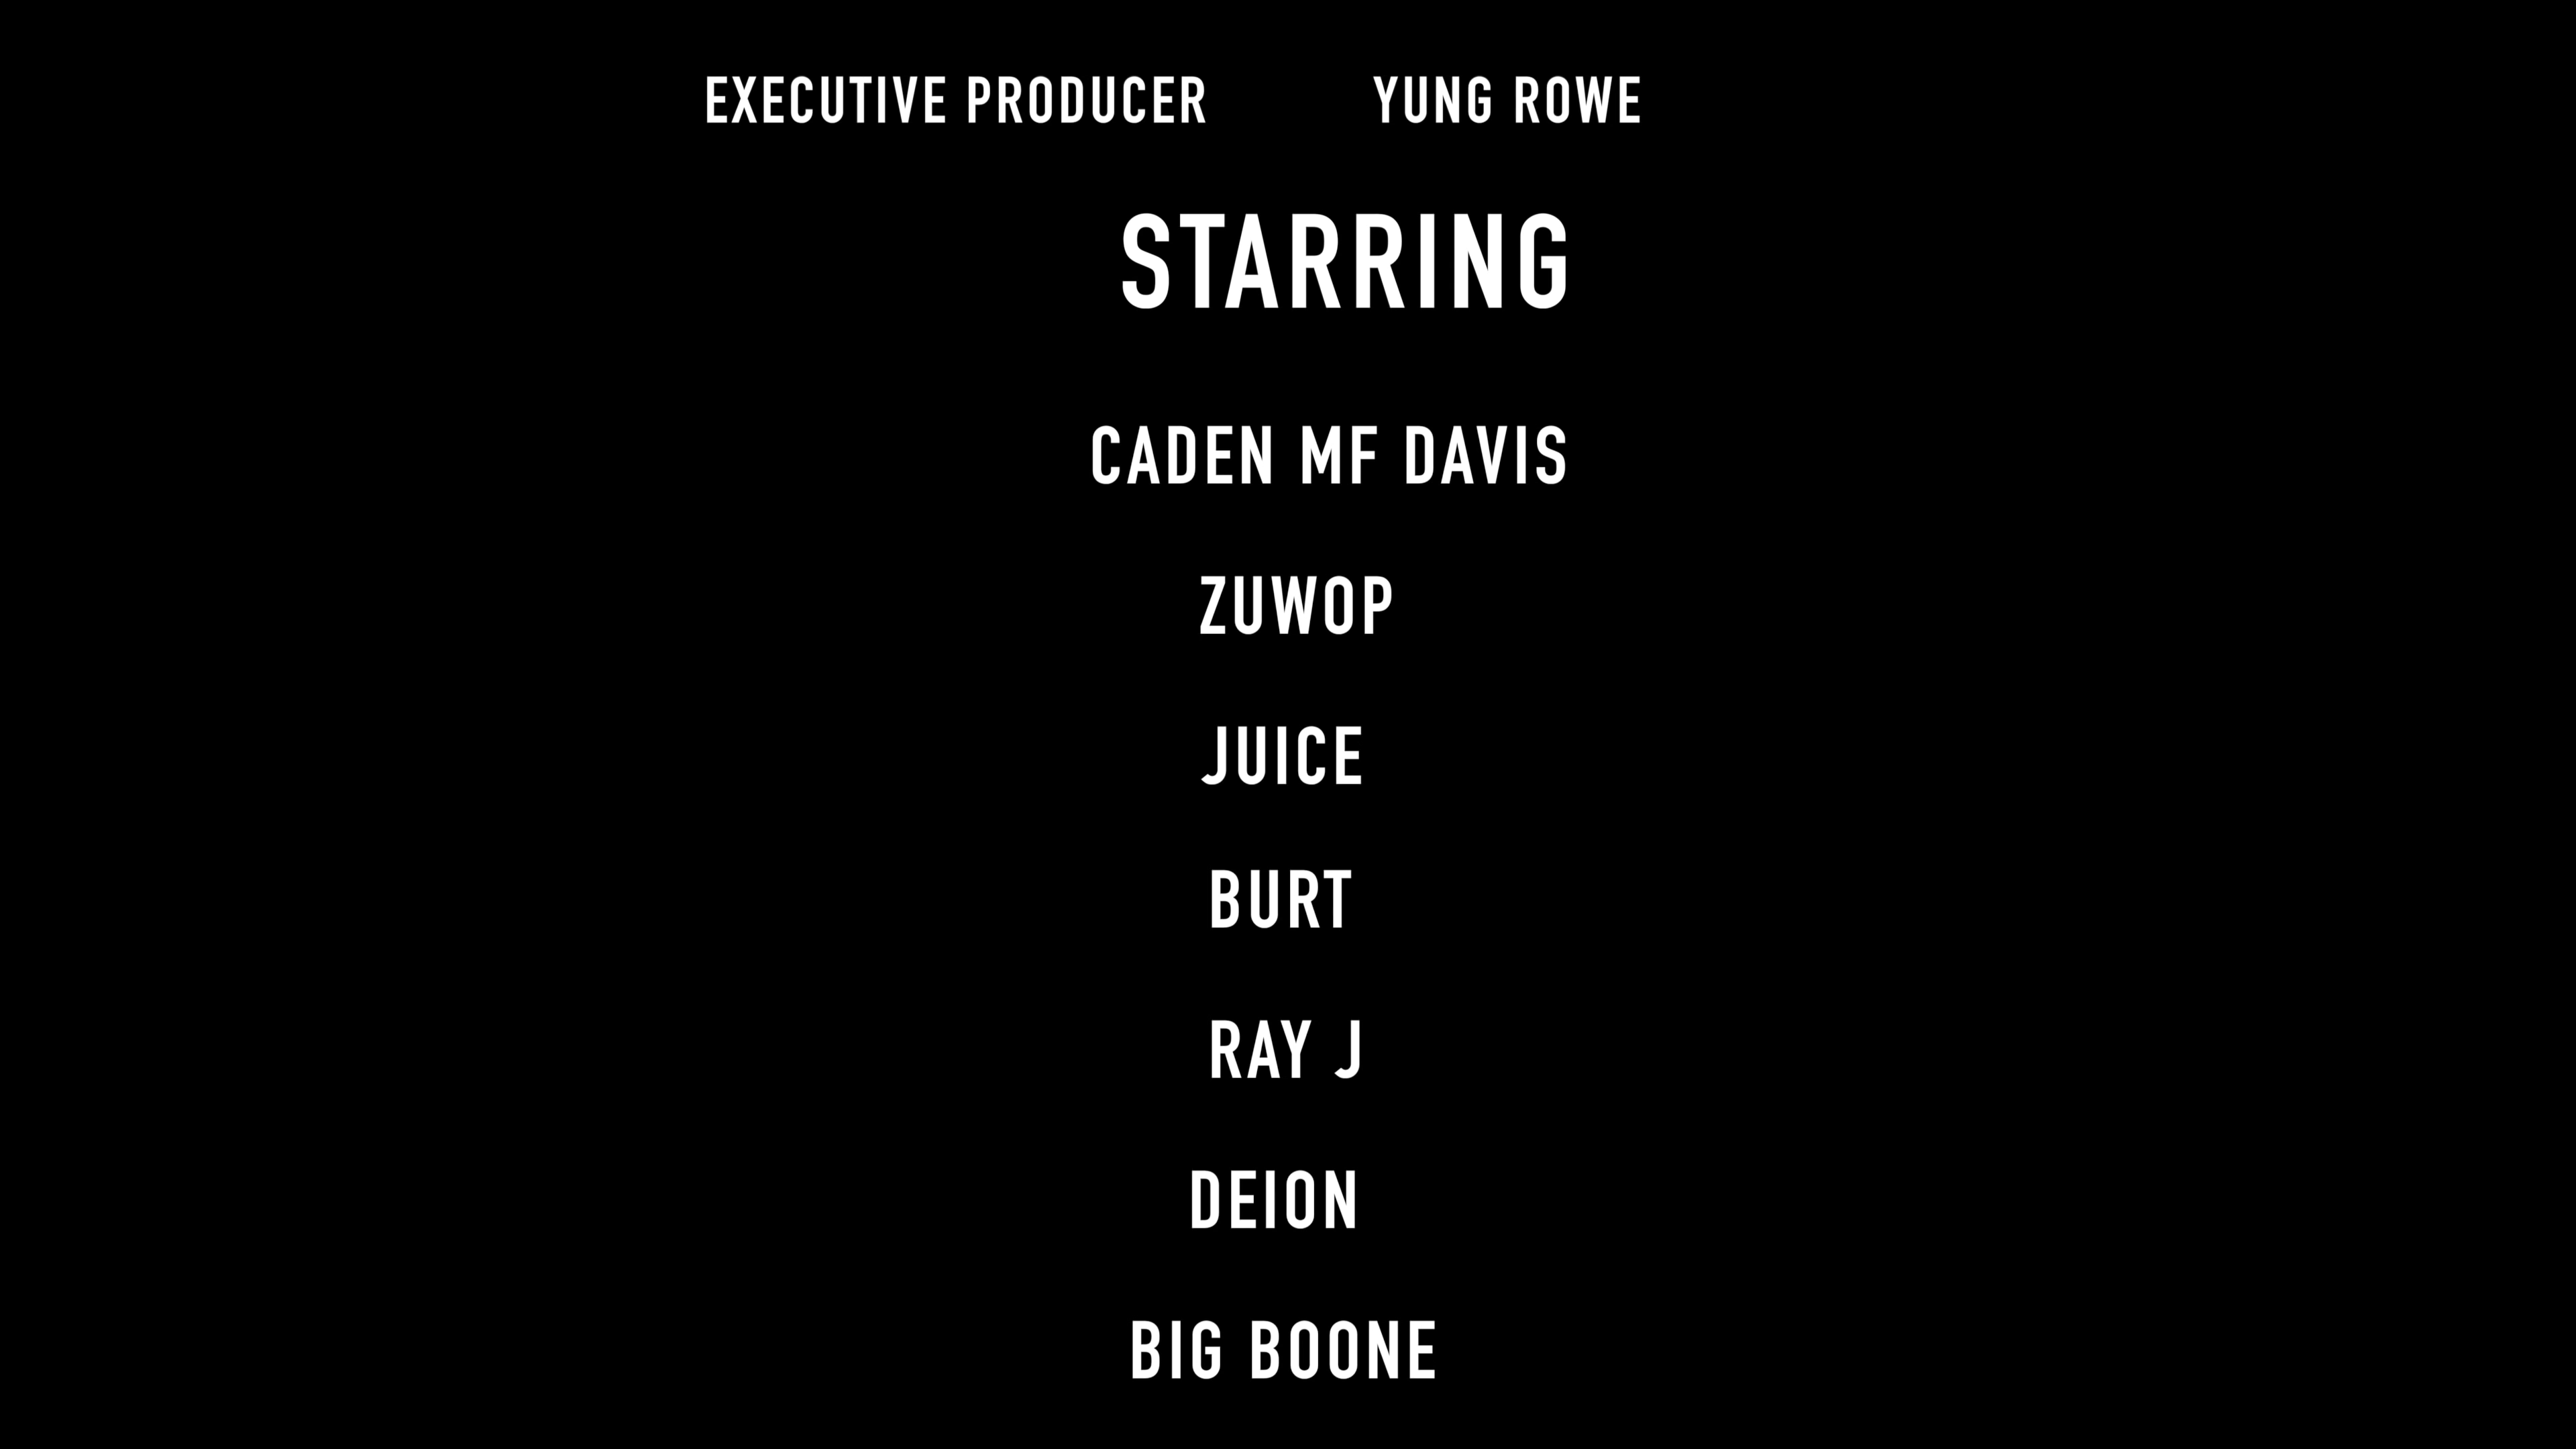 EXECUTIVE PRODUCER YUNG ROWE
STARRING
CADEN MF DAVIS
ZUWOP
JUICE
BURT
RAY J
DEION
BIG BOONE